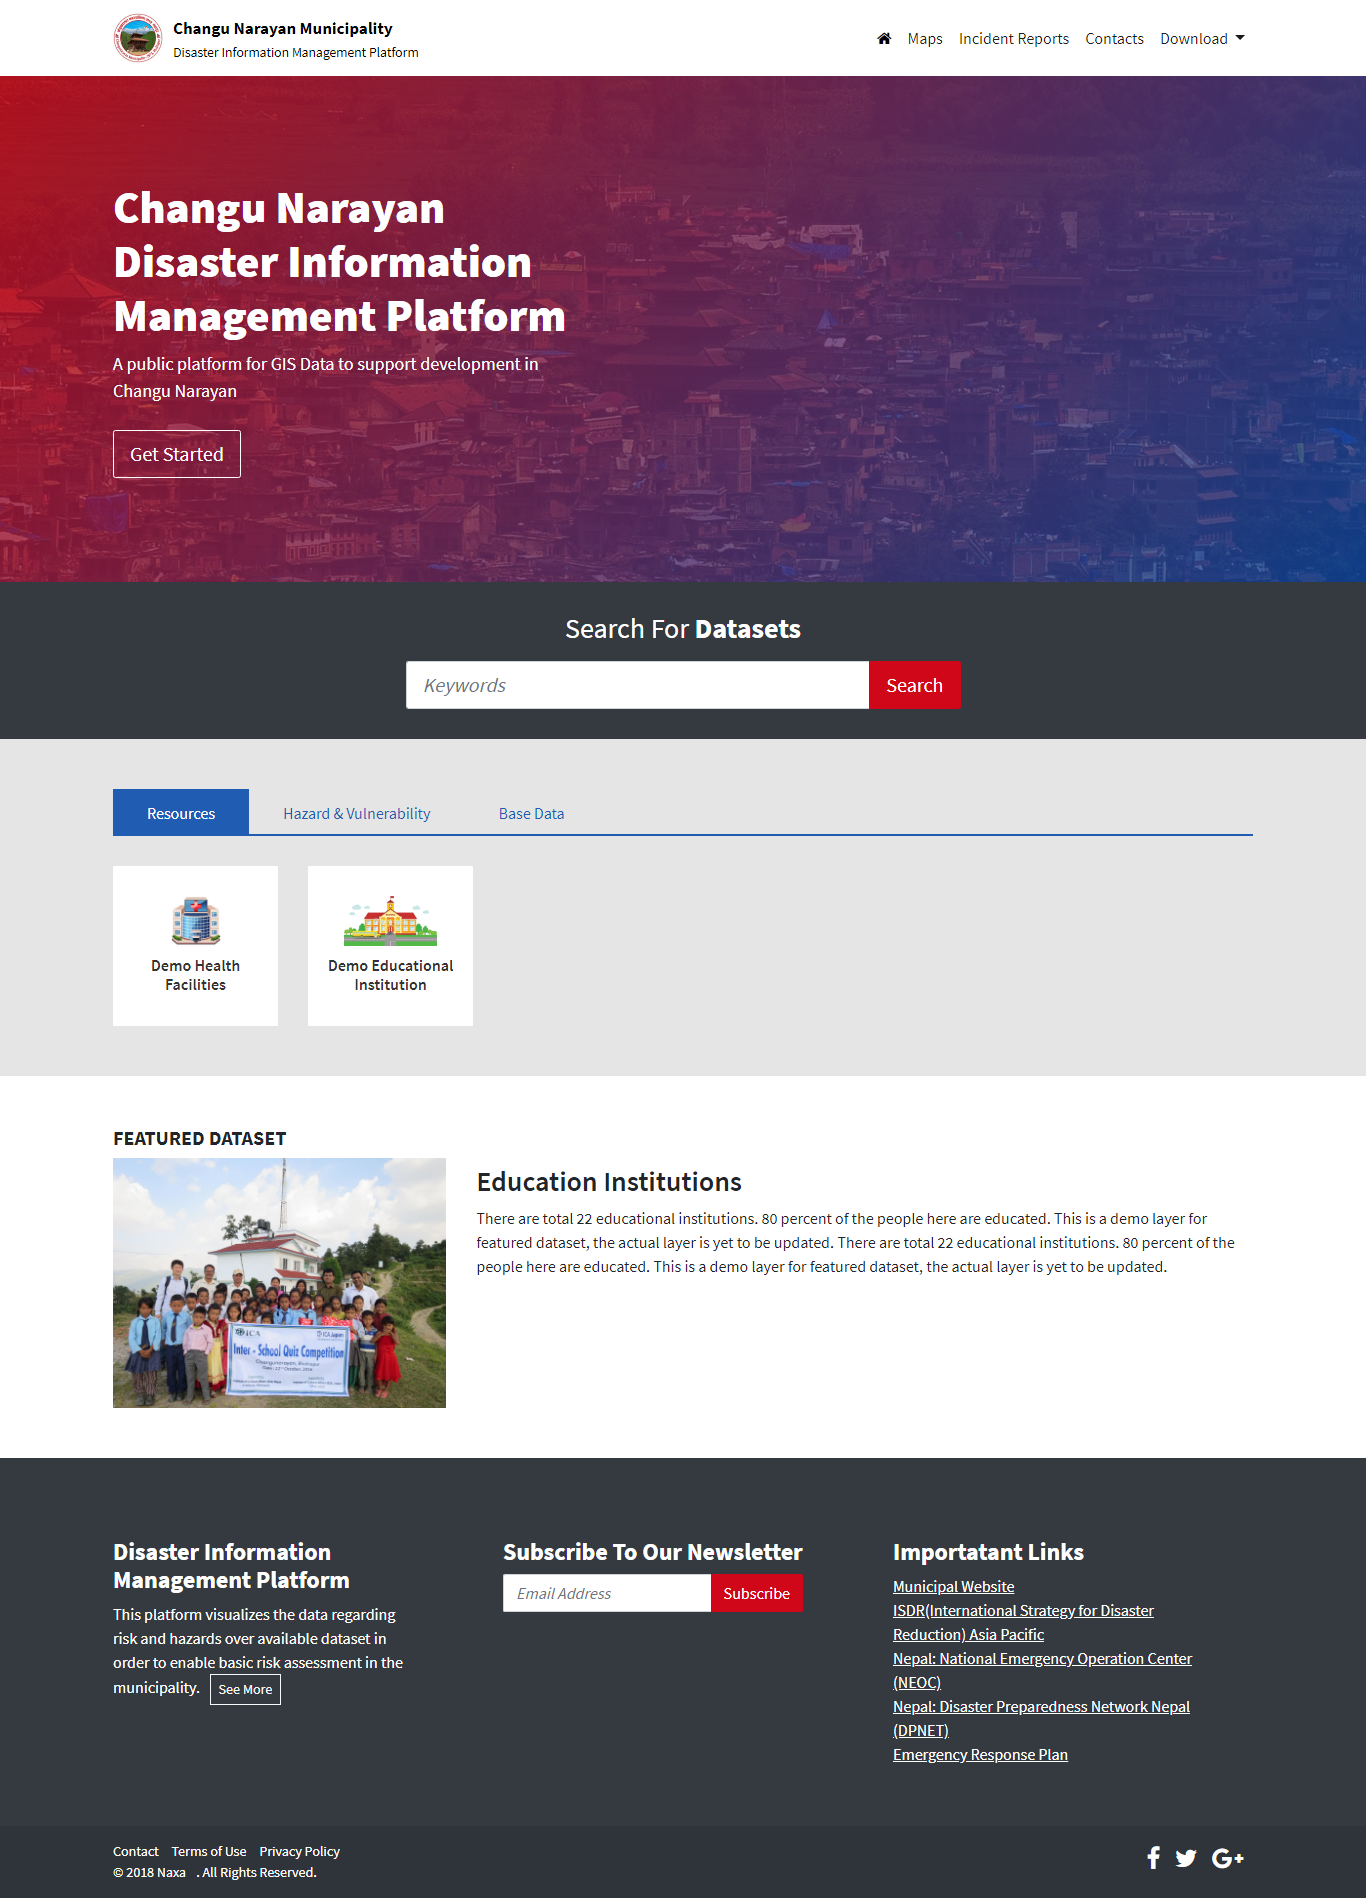 Changu Narayan Municipality
Disaster Information Management Platform
Maps Incident Reports Contacts Download
Changu Narayan
Disaster Information
Management Platform
A public platform for GIS Data to support development in
Changu Narayan
Get Started
Search For Datasets
Keywords
Search
Resources Hazard & Vulnerability Base Data
Demo Health
Facilities
Demo Educational
Institution
FEATURED DATASET
Education Institutions
There are total 22 educational institutions. 80 percent of the people here are educated. This is a demo layer for
featured dataset, the actual layer is yet to be updated. There are total 22 educational institutions. 80 percent of the
people here are educated. This is a demo layer for featured dataset, the actual layer is yet to be updated.
ICA ICA Japan
Inter - School Quiz Competition
Disaster Information
Management Platform
This platform visualizes the data regarding
risk and hazards over available dataset in
order to enable basic risk assessment in the
municipality. See More
Subscribe To Our Newsletter
Email Address
Subscribe
Importatant Links
Municipal Website
ISDR(International Strategy for Disaster
Reduction) Asia Pacific
Nepal: National Emergency Operation Center
(NEOC)
Nepal: Disaster Preparedness Network Nepal
(DPNET)
Emergency Response Plan
Contact Terms of Use Privacy Policy
© 2018 Naxa . All Rights Reserved.